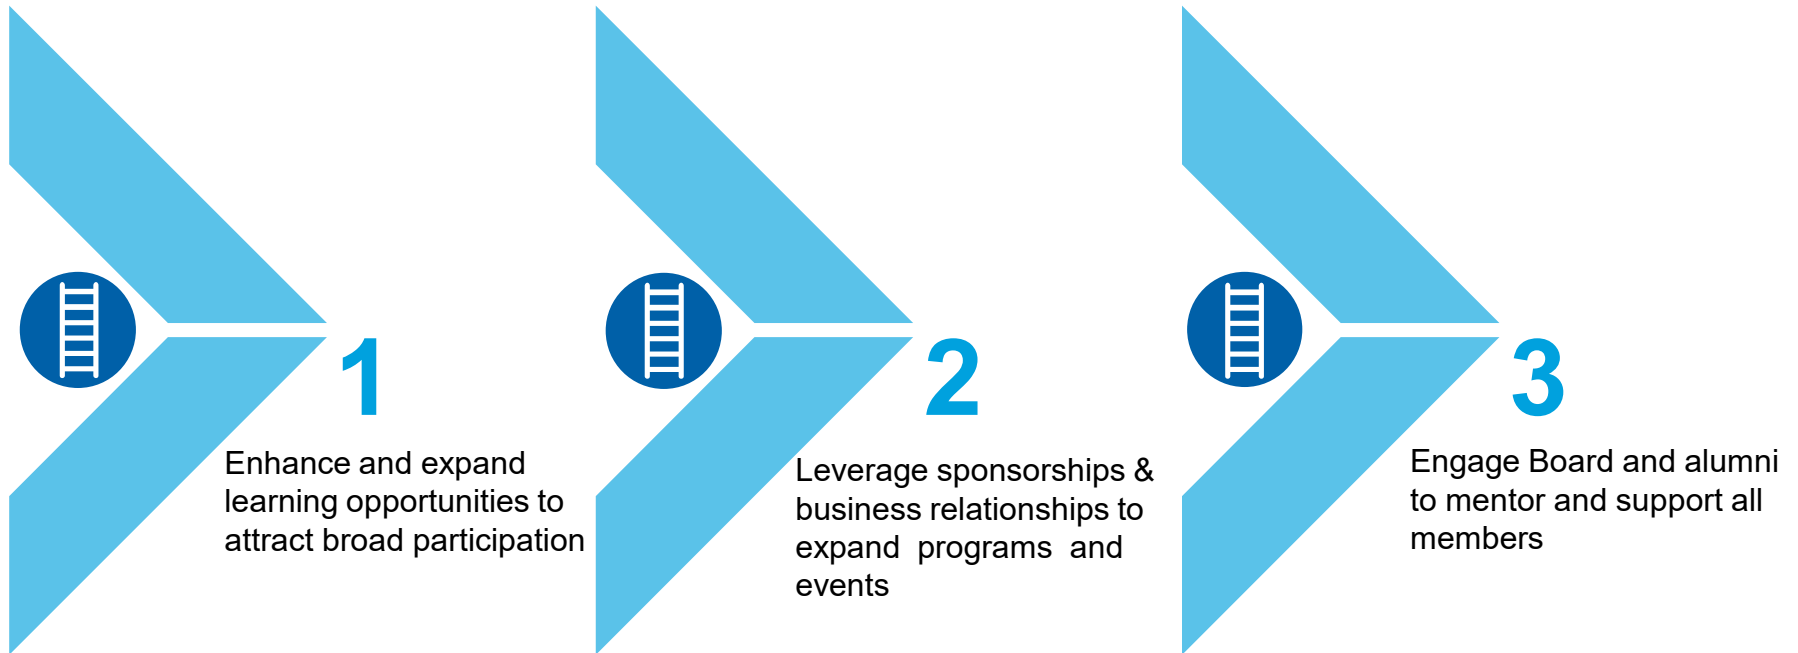 1
Enhance and expand
learning opportunities to
attract broad participation
2
Leverage sponsorships &
business relationships to
expand programs and
events
3
Engage Board and alumni
to mentor and support all
members